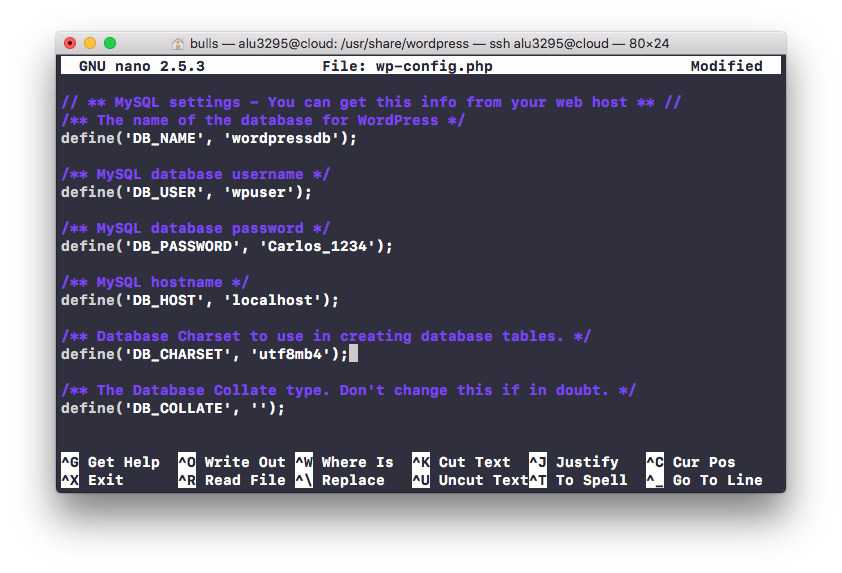 bulls — alu3295@cloud: /usr/share/wordpress — ssh alu3295@cloud — 80×24
GNU nano 2.5.3 File: wp-config.php Modified
// ** MySQL settings - You can get this info from your web host ** //
/** The name of the database for WordPress */
define('DB_NAME', 'wordpressdb');
/** MySQL database username */
define('DB_USER', 'wpuser');
/** MySQL database password */
define('DB_PASSWORD', 'Carlos_1234');
/** MySQL hostname */
define('DB_HOST', 'localhost');
/** Database Charset to use in creating database tables. */
define('DB_CHARSET', 'utf8mb4');
/** The Database Collate type. Don't change this if in doubt. */
define('DB_COLLATE', '');
^G Get Help ^O Write Out ^W Where Is ^K Cut Text ^J Justify ^C Cur Pos
^X Exit ^R Read File ^\ Replace ^U Uncut Text ^T To Spell ^_ Go To Line